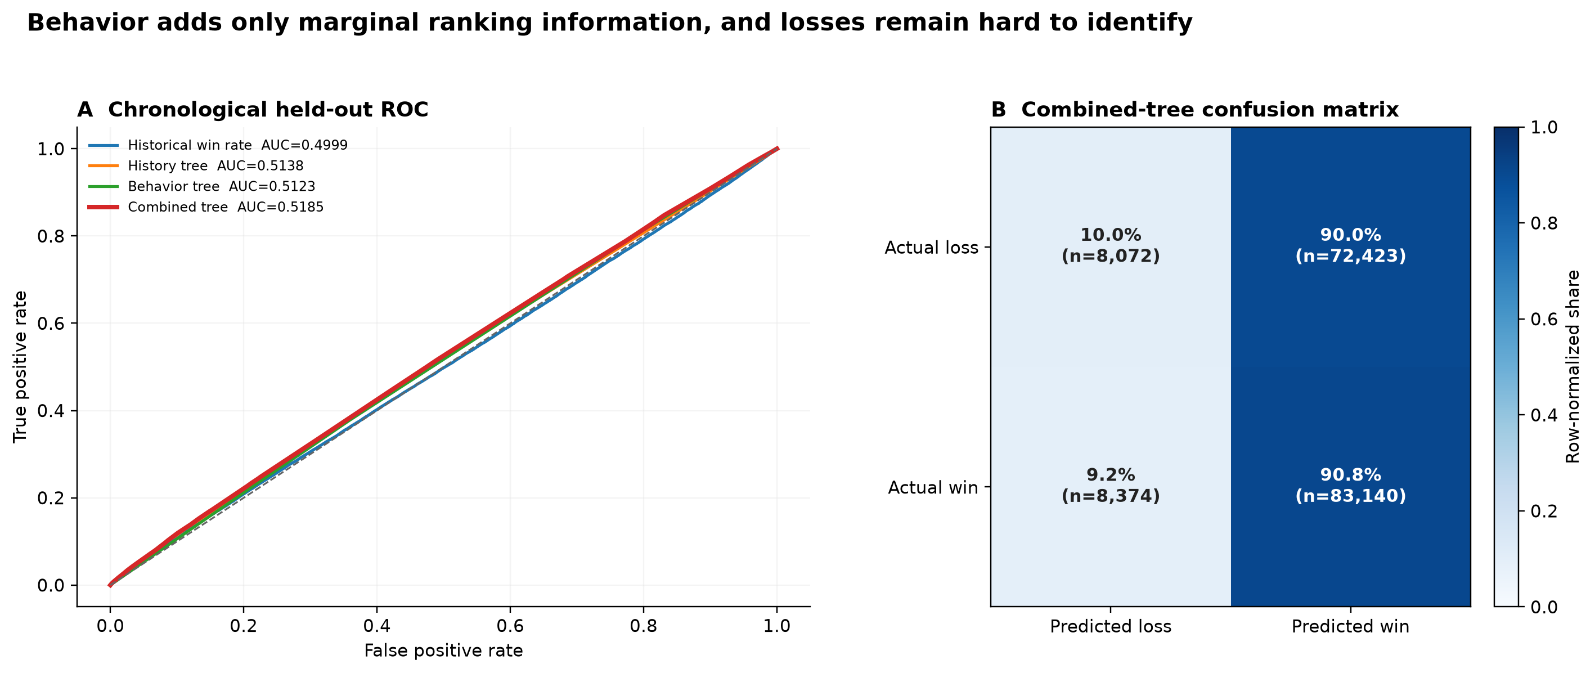 Behavior adds only marginal ranking information, and losses remain hard to identify
A  Chronological held-out ROC
Historical win rate  AUC=0.4999
History tree  AUC=0.5138
Behavior tree  AUC=0.5123
Combined tree  AUC=0.5185
True positive rate
1.0
0.8
0.6
0.4
0.2
0.0
0.0 0.2 0.4 0.6 0.8 1.0
False positive rate
B  Combined-tree confusion matrix
Actual loss
10.0%
(n=8,072)
90.0%
(n=72,423)
Actual win
9.2%
(n=8,374)
90.8%
(n=83,140)
Predicted loss
Predicted win
1.0
0.8
0.6
0.4
0.2
0.0
Row-normalized share